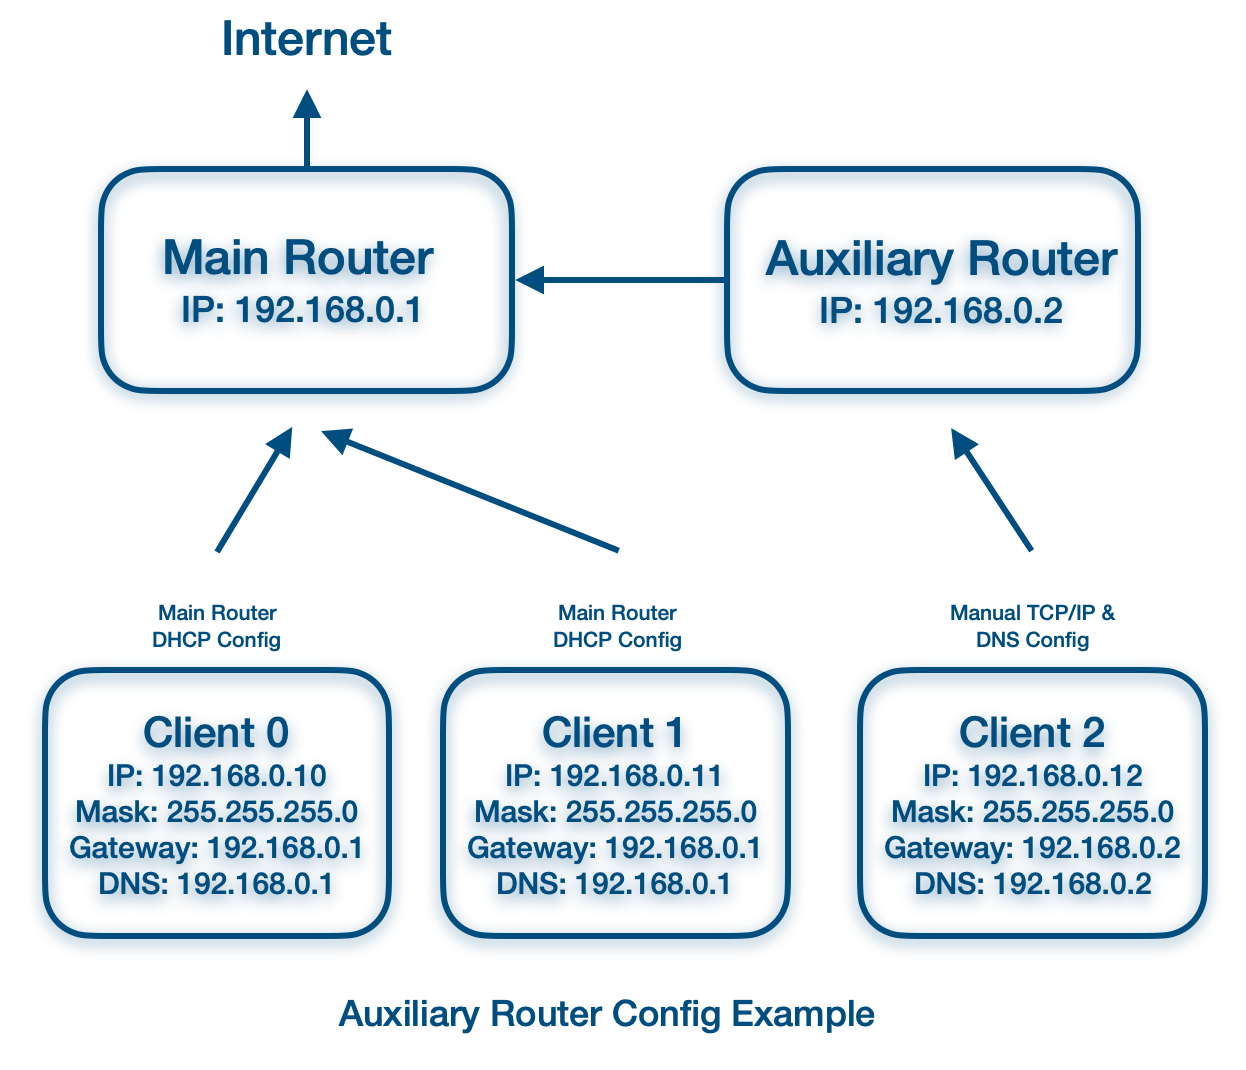 Internet
Main Router
IP: 192.168.0.1
Auxiliary Router
IP: 192.168.0.2
Main Router
DHCP Config
Main Router
DHCP Config
Manual TCP/IP &
DNS Config
Client 0
IP: 192.168.0.10
Mask: 255.255.255.0
Gateway: 192.168.0.1
DNS: 192.168.0.1
Client 1
IP: 192.168.0.11
Mask: 255.255.255.0
Gateway: 192.168.0.1
DNS: 192.168.0.1
Client 2
IP: 192.168.0.12
Mask: 255.255.255.0
Gateway: 192.168.0.2
DNS: 192.168.0.2
Auxiliary Router Config Example